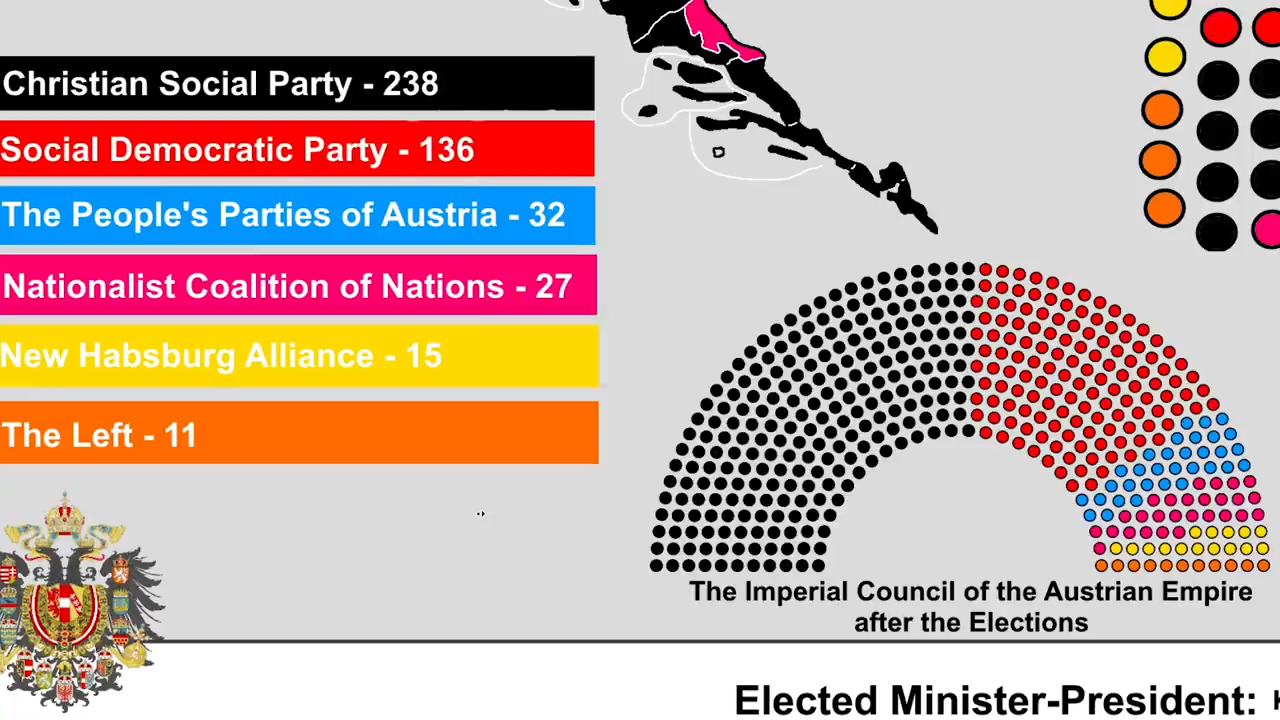 Christian Social Party - 238
Social Democratic Party - 136
The People's Parties of Austria - 32
Nationalist Coalition of Nations - 27
New Habsburg Alliance - 15
The Left - 11
The Imperial Council of the Austrian Empire
after the Elections
Elected Minister-President: